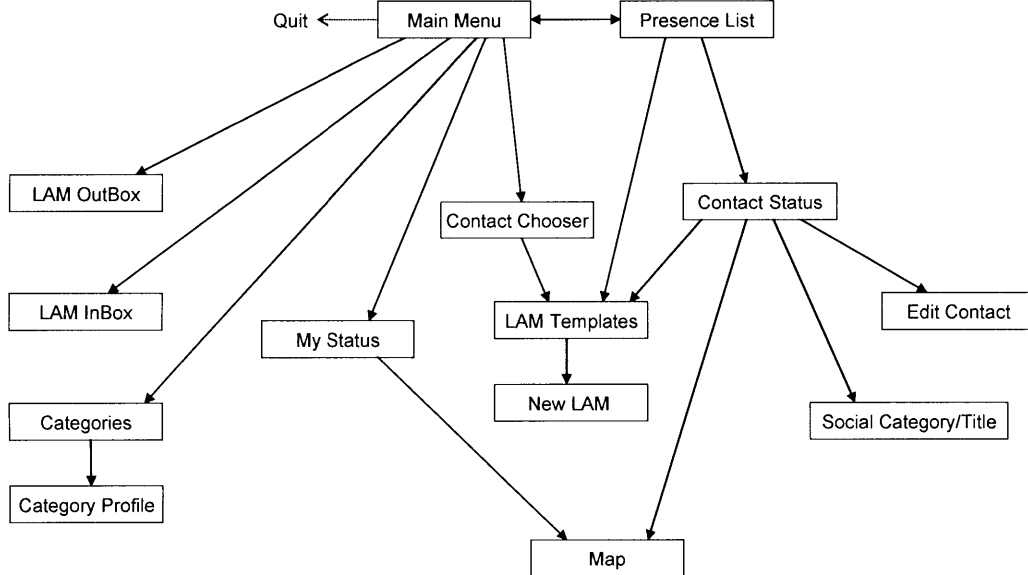 Quit
Main Menu
Presence List
LAM OutBox
Contact Status
Contact Chooser
LAM InBox
LAM Templates
Edit Contact
My Status
New LAM
Categories
Social Category/Title
Category Profile
Map